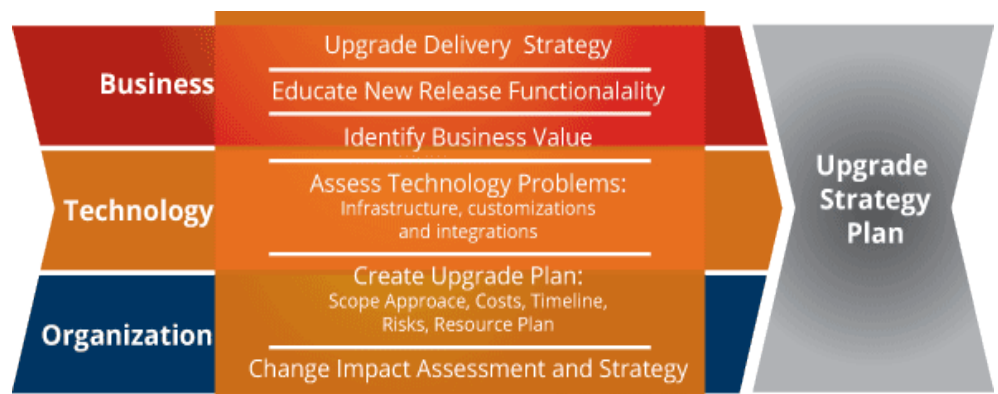 Business
Technology
Organization
Upgrade Delivery Strategy
Educate New Release Functionalality
Identify Business Value
Assess Technology Problems:
Infrastructure, customizations
and integrations
Create Upgrade Plan:
Scope Approace, Costs, Timeline,
Risks, Resource Plan
Change Impact Assessment and Strategy
Upgrade
Strategy
Plan